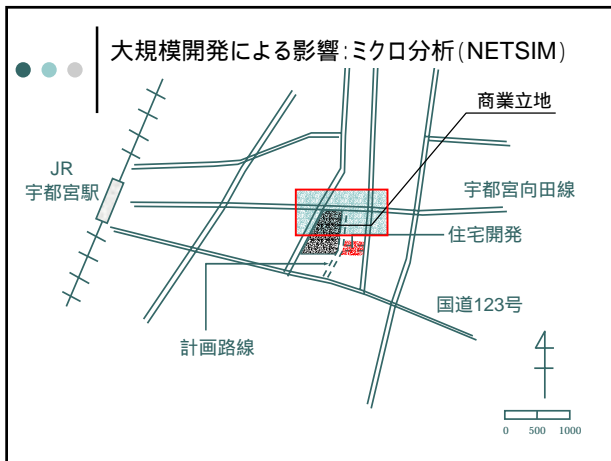 大規模開発による影響:ミクロ分析(NETSIM)
商業立地
JR
宇都宮駅
宇都宮向田線
住宅開発
国道123号
計画路線
0 500 1000